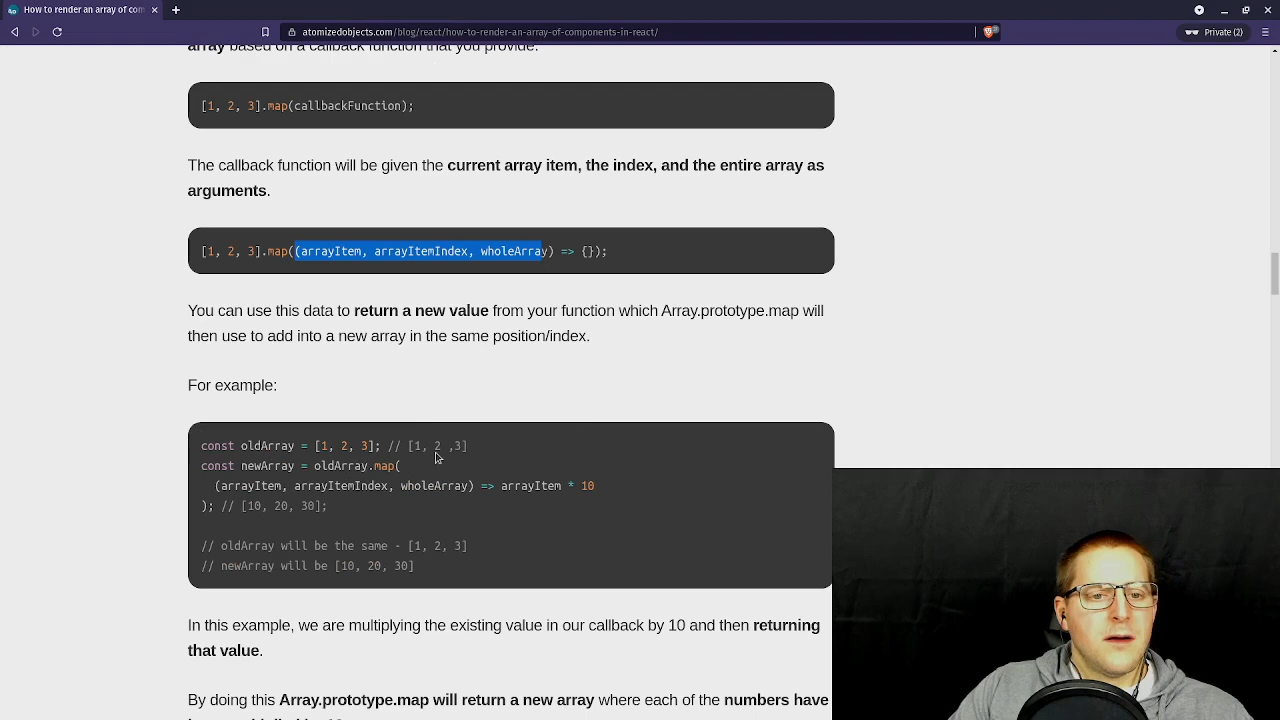 How to render an array of com
atomizedobjects.com/blog/react/how-to-render-an-array-of-components-in-react/
Private (2)
array based on a callback function that you provide.
[1, 2, 3].map(callbackFunction);
The callback function will be given the current array item, the index, and the entire array as
arguments.
[1, 2, 3].map((arrayItem, arrayItemIndex, wholeArray) => {});
You can use this data to return a new value from your function which Array.prototype.map will
then use to add into a new array in the same position/index.
For example:
const oldArray = [1, 2, 3]; // [1, 2 ,3]
const newArray = oldArray.map(
(arrayItem, arrayItemIndex, wholeArray) => arrayItem * 10
); // [10, 20, 30];
// oldArray will be the same - [1, 2, 3]
// newArray will be [10, 20, 30]
In this example, we are multiplying the existing value in our callback by 10 and then returning
that value.
By doing this Array.prototype.map will return a new array where each of the numbers have